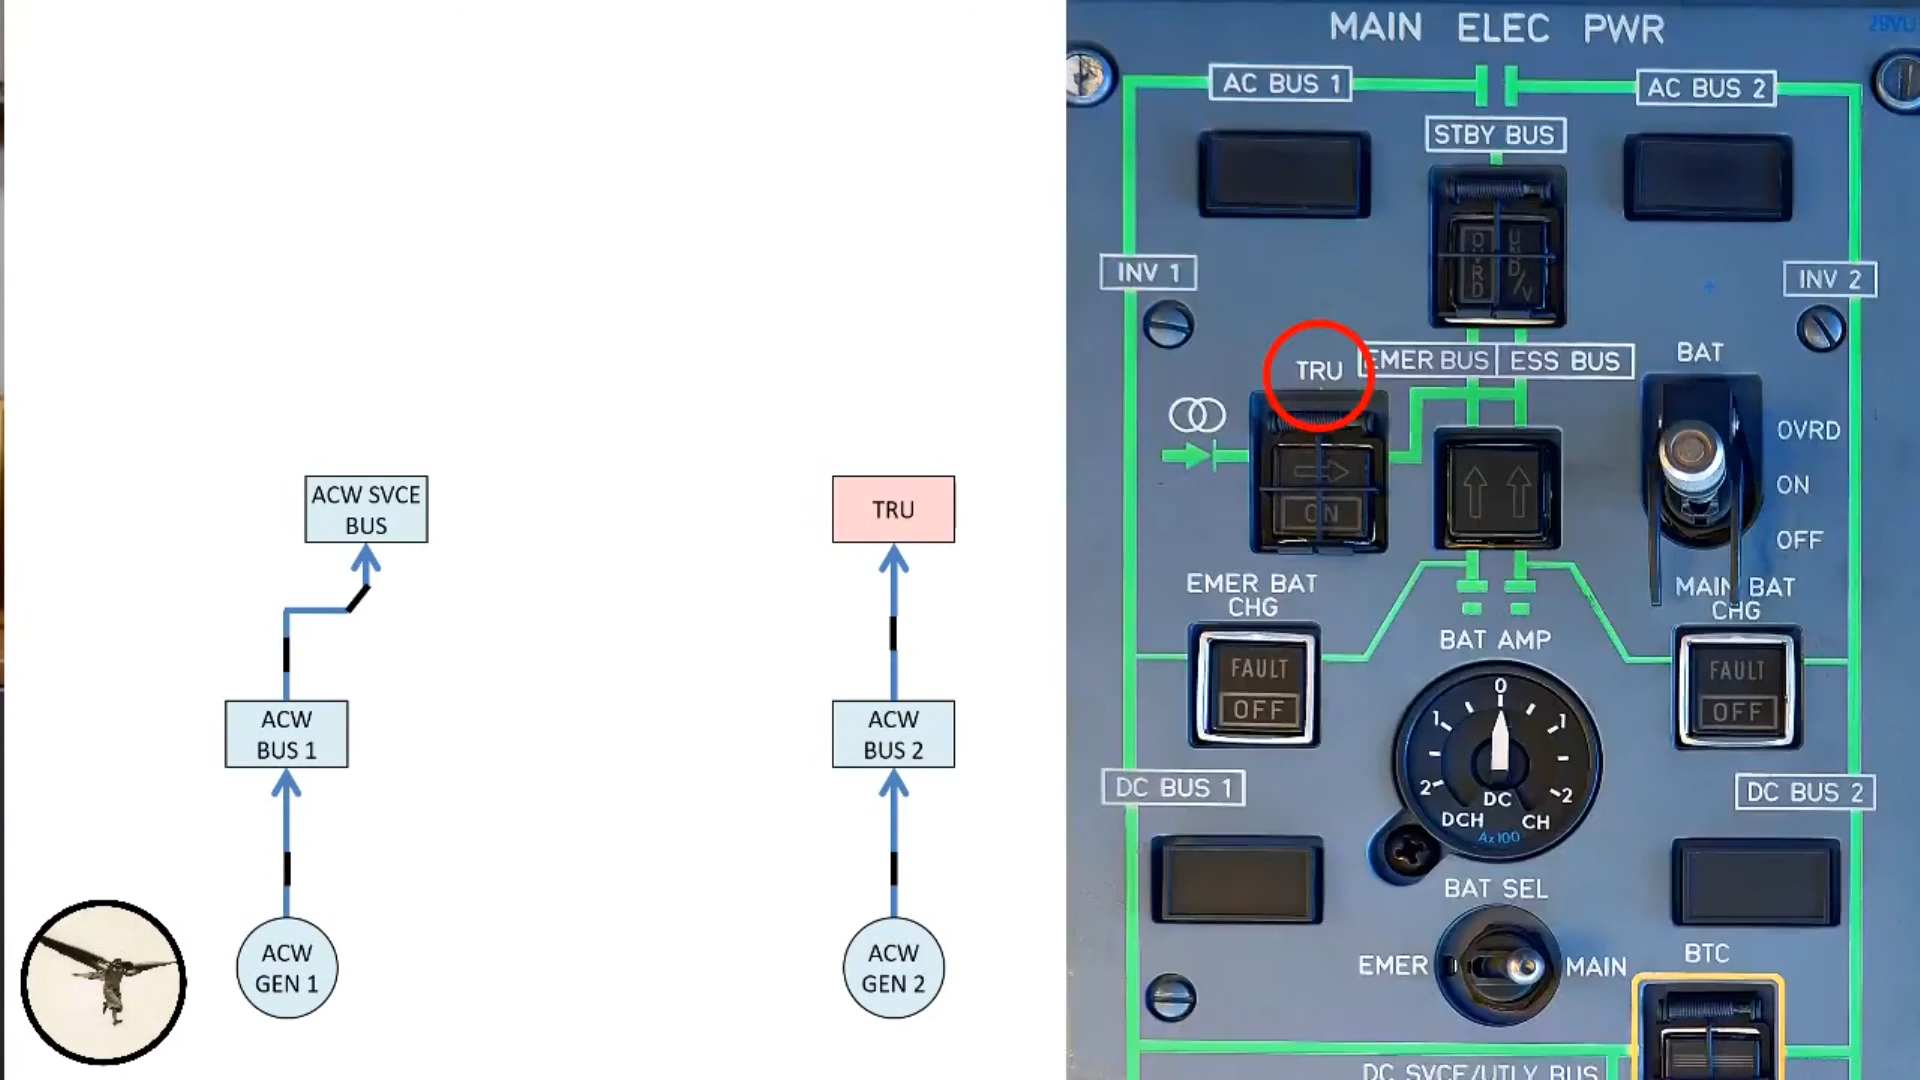 ACW SVCE
BUS
TRU
ACW
BUS 1
ACW
BUS 2
ACW
GEN 1
ACW
GEN 2
MAIN ELEC PWR
29VU
AC BUS 1
AC BUS 2
STBY BUS
OVRD
UND/V
INV 1
INV 2
TRU
EMER BUS
ESS BUS
BAT
OVRD
ON
OFF
ON
EMER BAT
CHG
MAIN BAT
CHG
BAT AMP
FAULT
OFF
FAULT
OFF
0
1
1
2
2
DC
DCH
CH
Ax100
DC BUS 1
DC BUS 2
BAT SEL
EMER
MAIN
BTC
DC SVCE/UTLY BUS